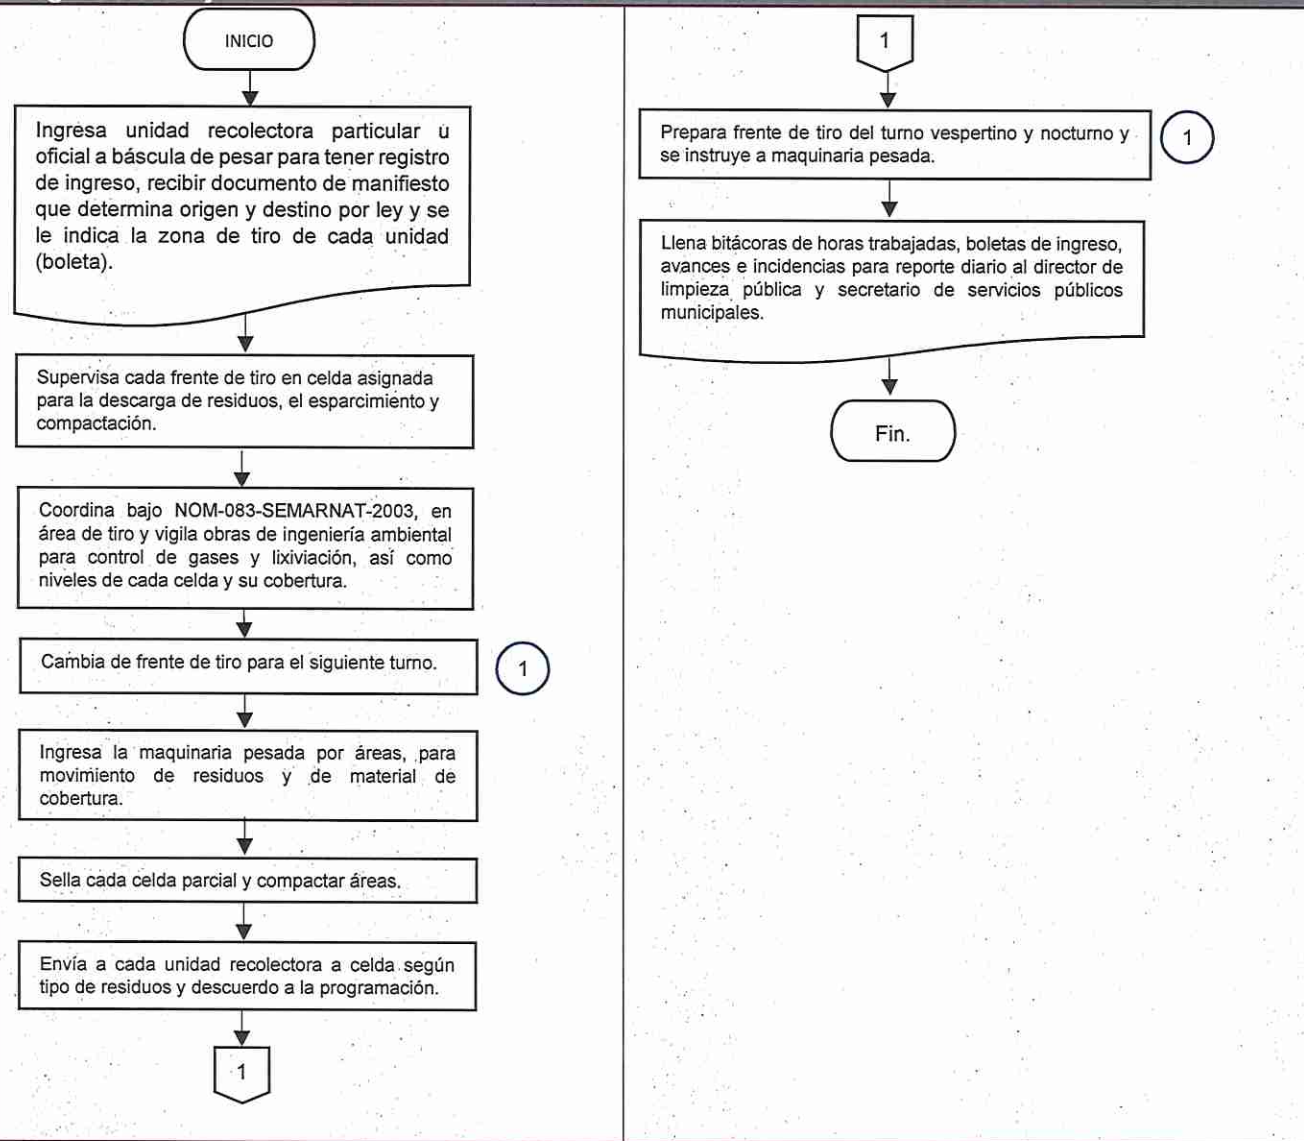 INICIO
Ingresa unidad recolectora particular u
oficial a báscula de pesar para tener registro
de ingreso, recibir documento de manifiesto
que determina origen y destino por ley y se
le indica la zona de tiro de cada unidad
(boleta).
Supervisa cada frente de tiro en celda asignada
para la descarga de residuos, el esparcimiento y
compactación.
Coordina bajo NOM-083-SEMARNAT-2003, en
área de tiro y vigila obras de ingeniería ambiental
para control de gases y lixiviación, así como
niveles de cada celda y su cobertura.
Cambia de frente de tiro para el siguiente turno.
1
Ingresa la maquinaria pesada por áreas, para
movimiento de residuos y de material de
cobertura.
Sella cada celda parcial y compactar áreas.
Envía a cada unidad recolectora a celda según
tipo de residuos y descuerdo a la programación.
1
1
Prepara frente de tiro del turno vespertino y nocturno y
se instruye a maquinaria pesada.
1
Llena bitácoras de horas trabajadas, boletas de ingreso,
avances e incidencias para reporte diario al director de
limpieza pública y secretario de servicios públicos
municipales.
Fin.